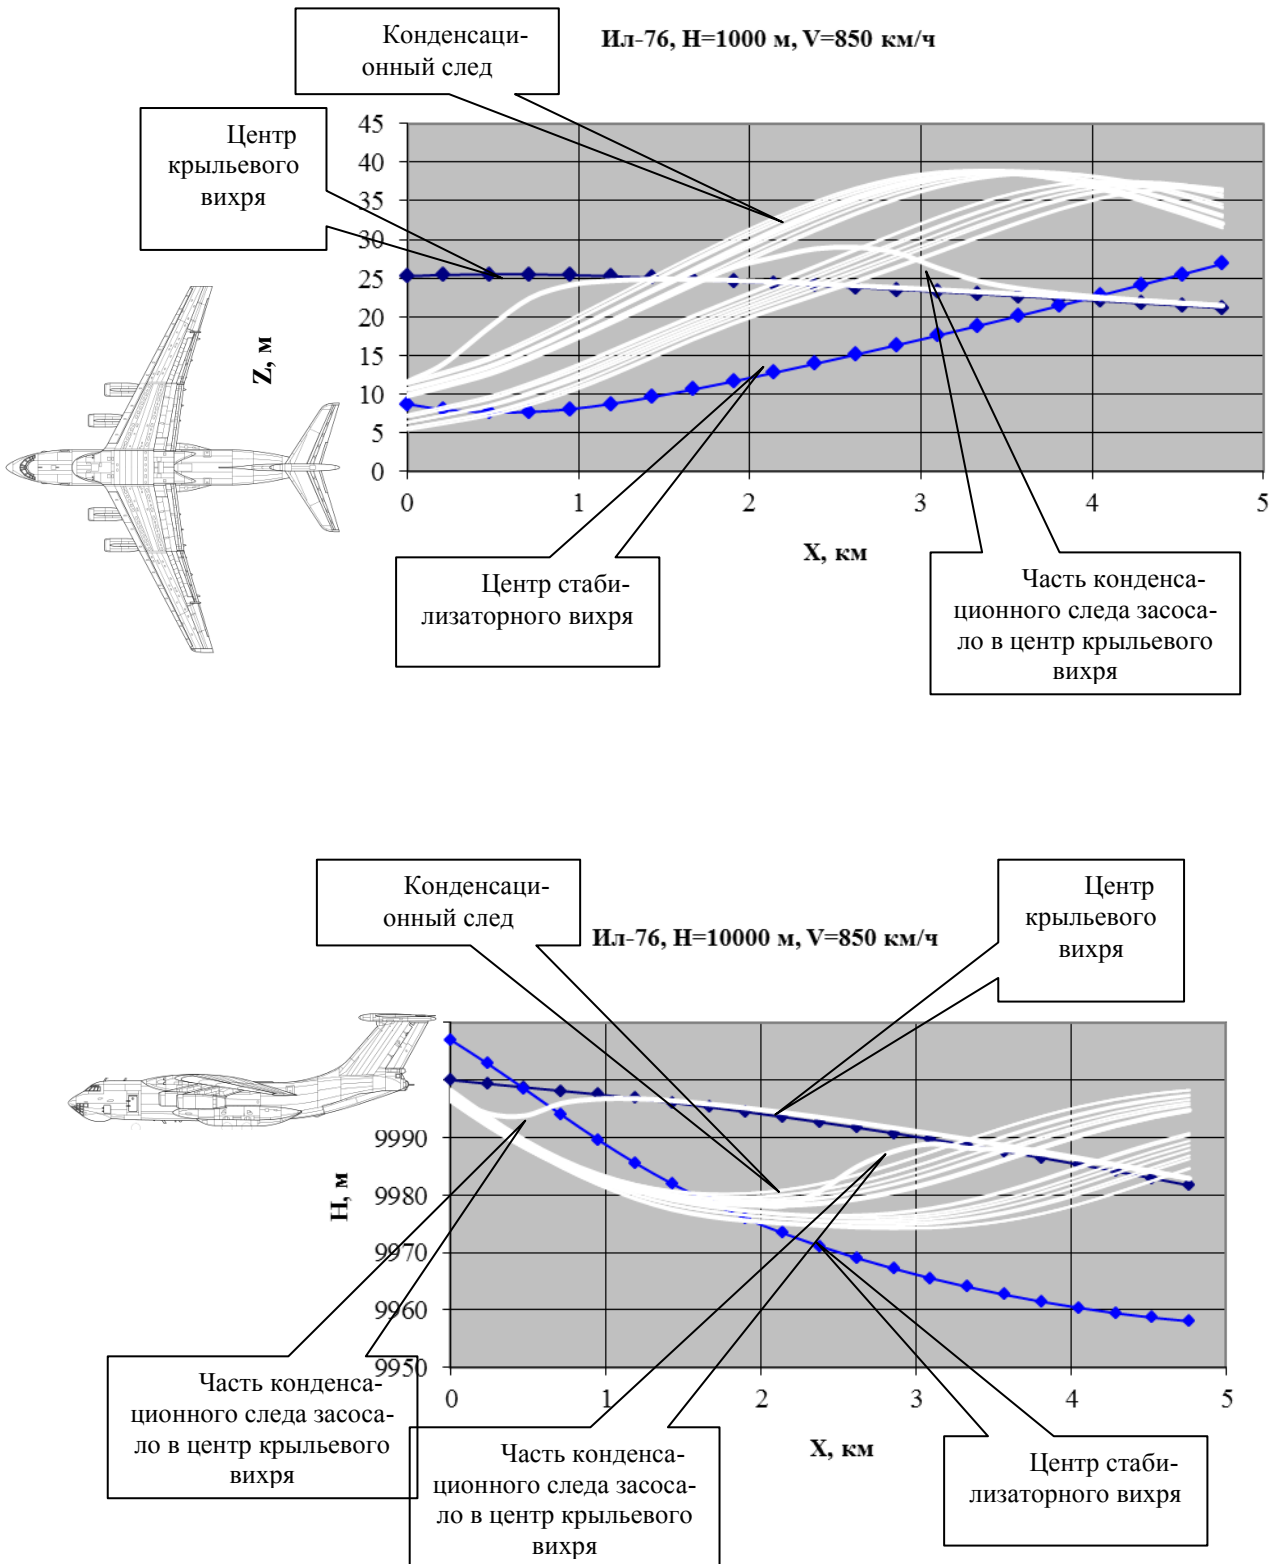 Конденсаци-
онный след
Ил-76, H=1000 м, V=850 км/ч
Центр
крыльевого
вихря
45
40
35
30
25
20
15
10
5
0
Z, м
0 1 2 3 4 5
X, км
Центр стаби-
лизаторного вихря
Часть конденса-
ционного следа засоса-
ло в центр крыльевого
вихря
Конденсаци-
онный след
Ил-76, H=10000 м, V=850 км/ч
Центр
крыльевого
вихря
9990
9980
9970
9960
9950
H, м
0 1 2 3 4 5
X, км
Часть конденса-
ционного следа засоса-
ло в центр крыльевого
вихря
Часть конденса-
ционного следа засоса-
ло в центр крыльевого
вихря
Центр стаби-
лизаторного вихря